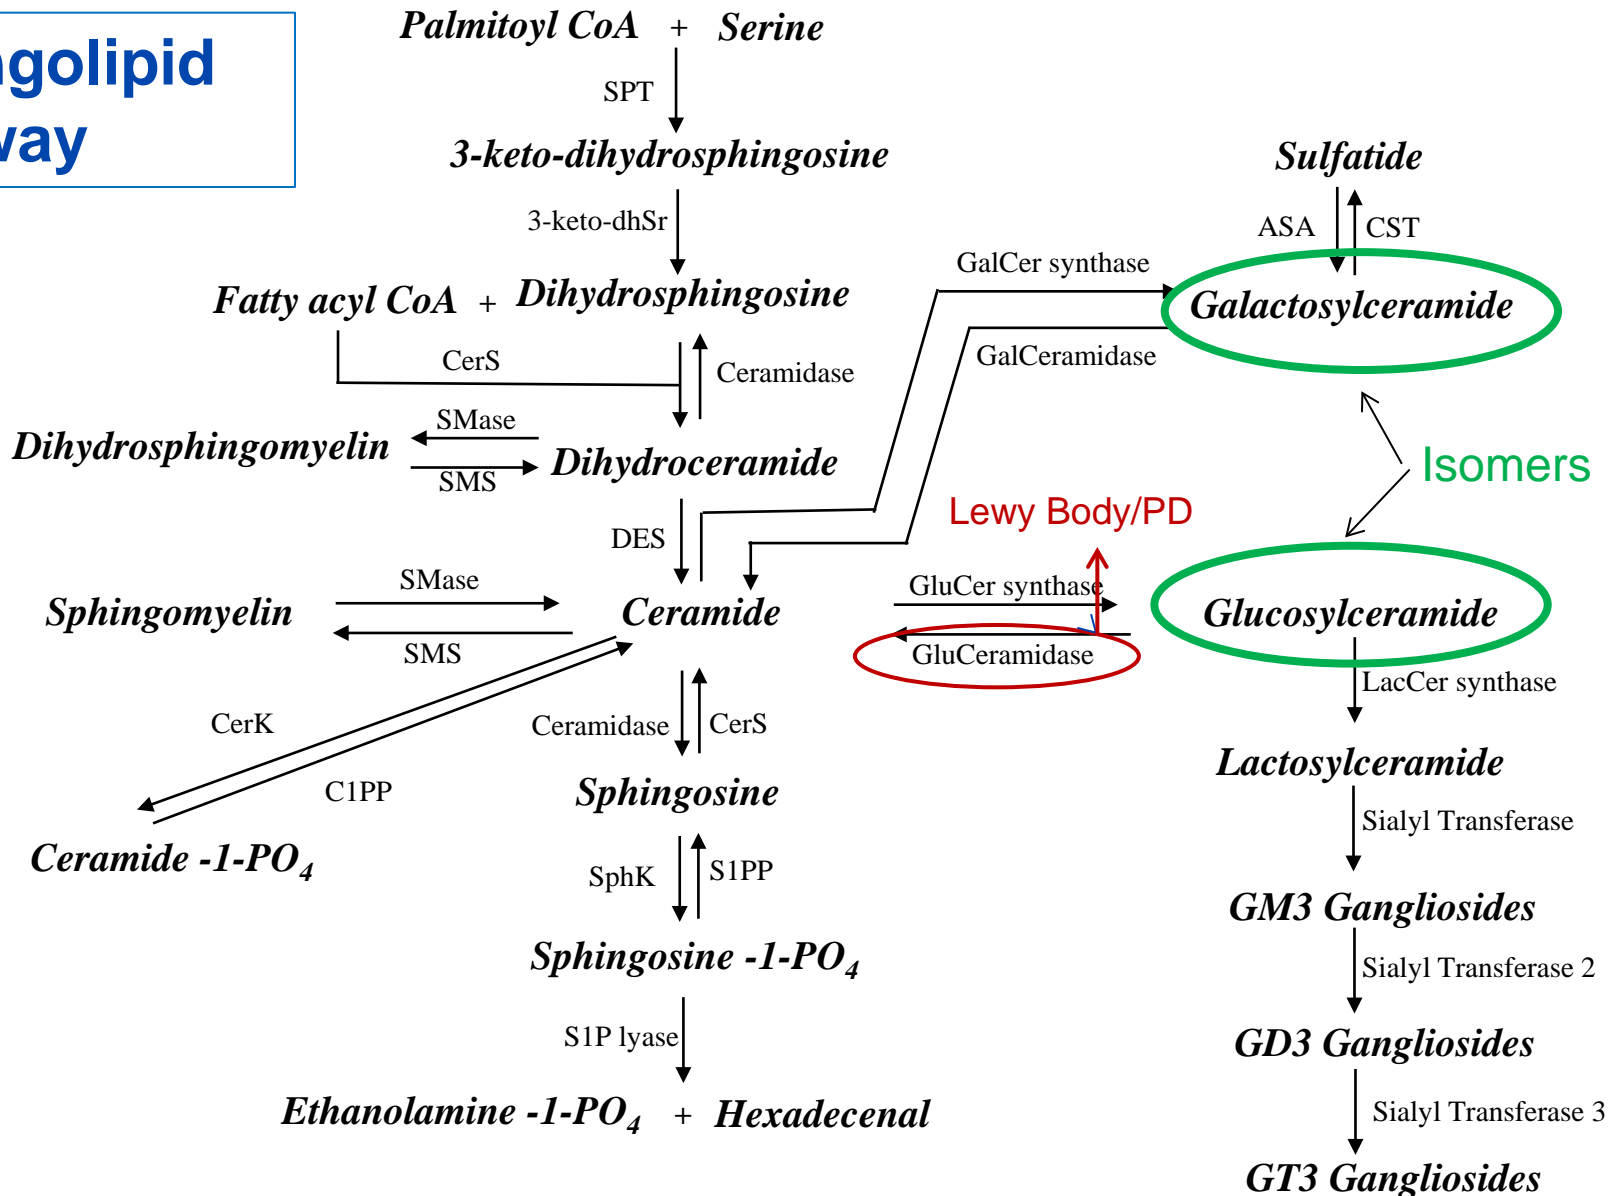 ngolipid
way
Palmitoyl CoA + Serine
SPT
3-keto-dihydrosphingosine
Sulfatide
3-keto-dhSr
ASA CST
GalCer synthase
Fatty acyl CoA + Dihydrosphingosine
Galactosylceramide
CerS Ceramidase
GalCeramidase
SMase
Dihydrosphingomyelin
Dihydroceramide
SMS
Isomers
Lewy Body/PD
DES
SMase
GluCer synthase
Sphingomyelin
Ceramide
Glucosylceramide
SMS
GluCeramidase
LacCer synthase
CerK
Ceramidase CerS
C1PP
Lactosylceramide
Sphingosine
Sialyl Transferase
Ceramide -1-PO4
SphK S1PP
GM3 Gangliosides
Sphingosine -1-PO4
Sialyl Transferase 2
S1P lyase
GD3 Gangliosides
Ethanolamine -1-PO4 + Hexadecenal
Sialyl Transferase 3
GT3 Gangliosides